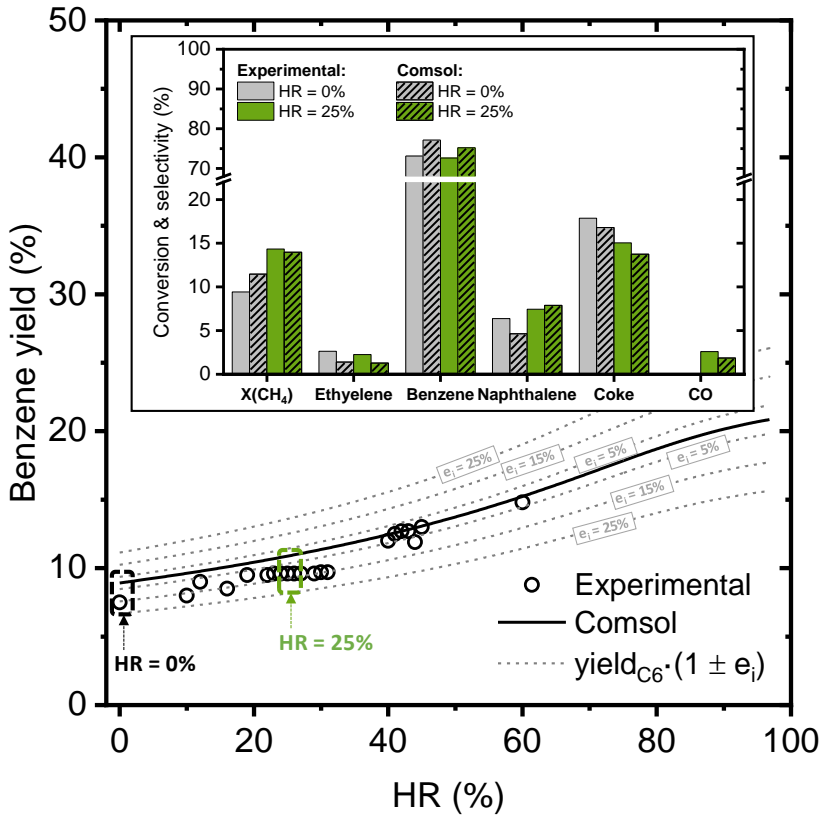 50
40
30
20
10
0
Benzene yield (%)
0
20
40
60
80
100
HR (%)
100
90
80
70
20
15
10
5
0
Conversion & selectivity (%)
Experimental:
HR = 0%
HR = 25%
Comsol:
HR = 0%
HR = 25%
X(CH₄)
Ethyelene
Benzene
Naphthalene
Coke
CO
eᵢ = 25%
eᵢ = 15%
eᵢ = 5%
eᵢ = 5%
eᵢ = 15%
eᵢ = 25%
HR = 0%
HR = 25%
Experimental
Comsol
yield_C6·(1 ± eᵢ)